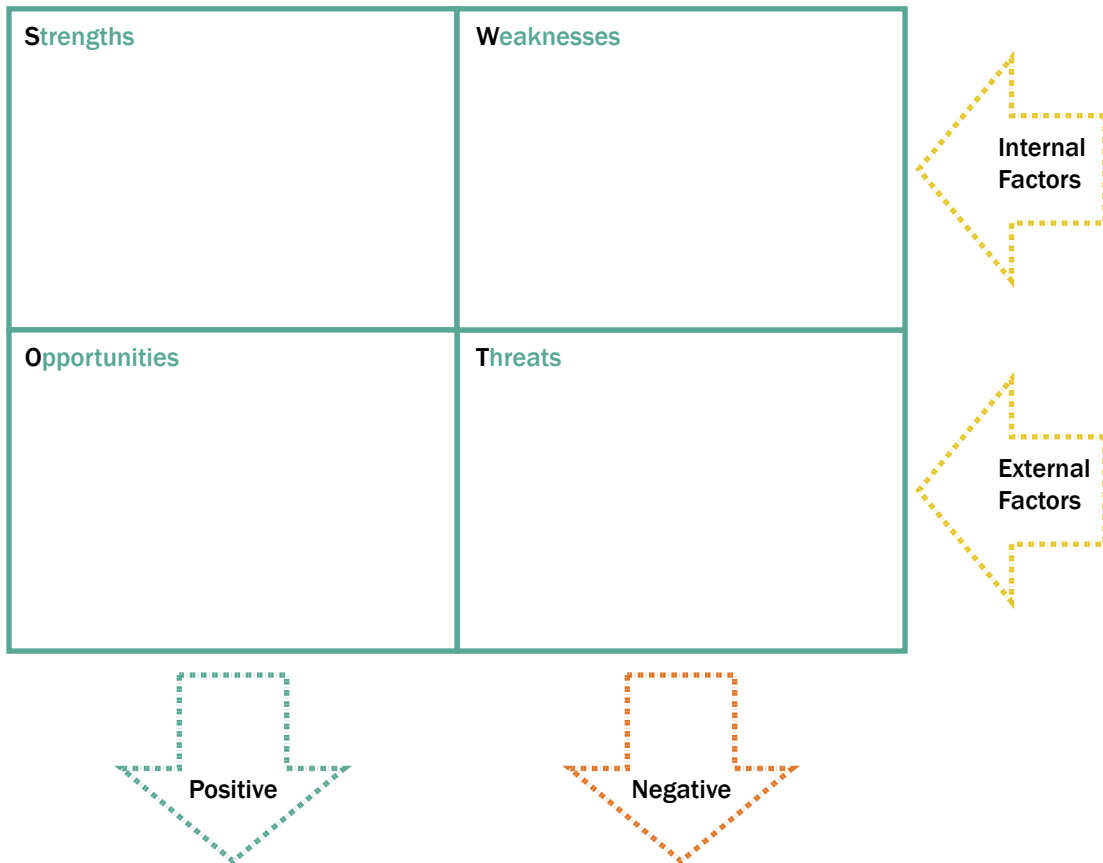 Strengths
Weaknesses
Internal
Factors
Opportunities
Threats
External
Factors
Positive
Negative